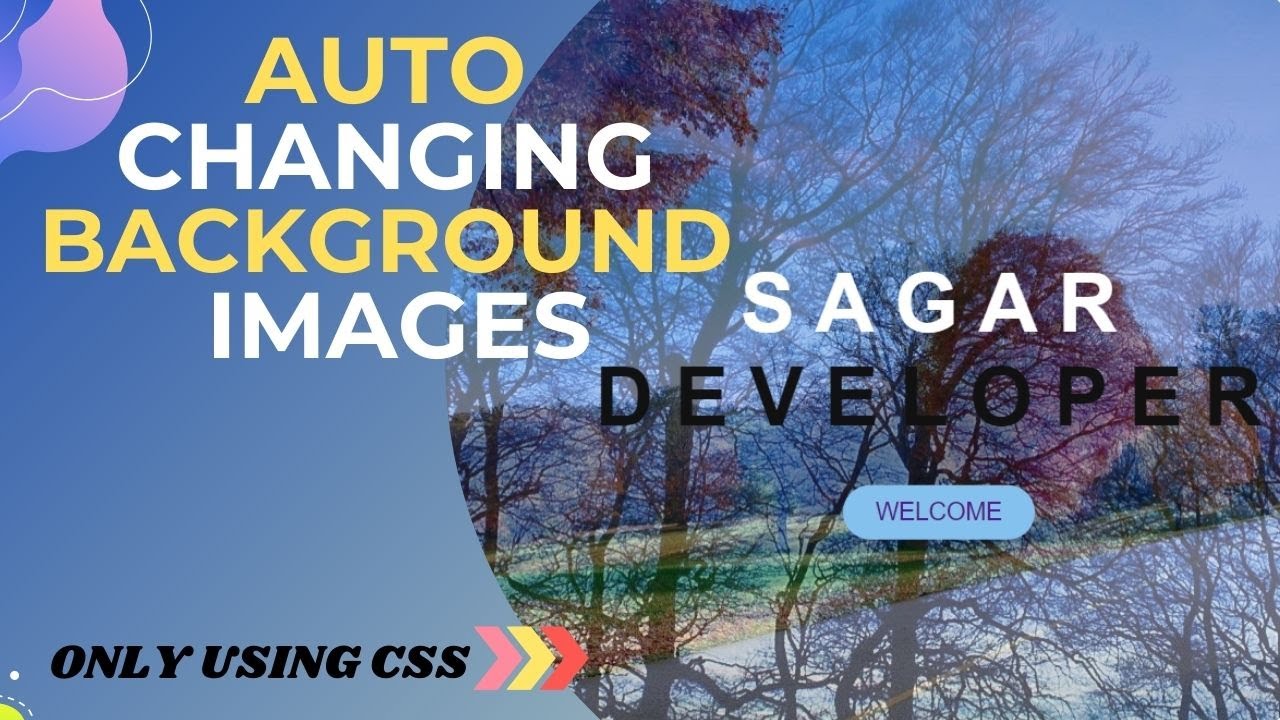 AUTO
CHANGING
BACKGROUND
IMAGES
SAGAR
DEVELOPER
WELCOME
ONLY USING CSS